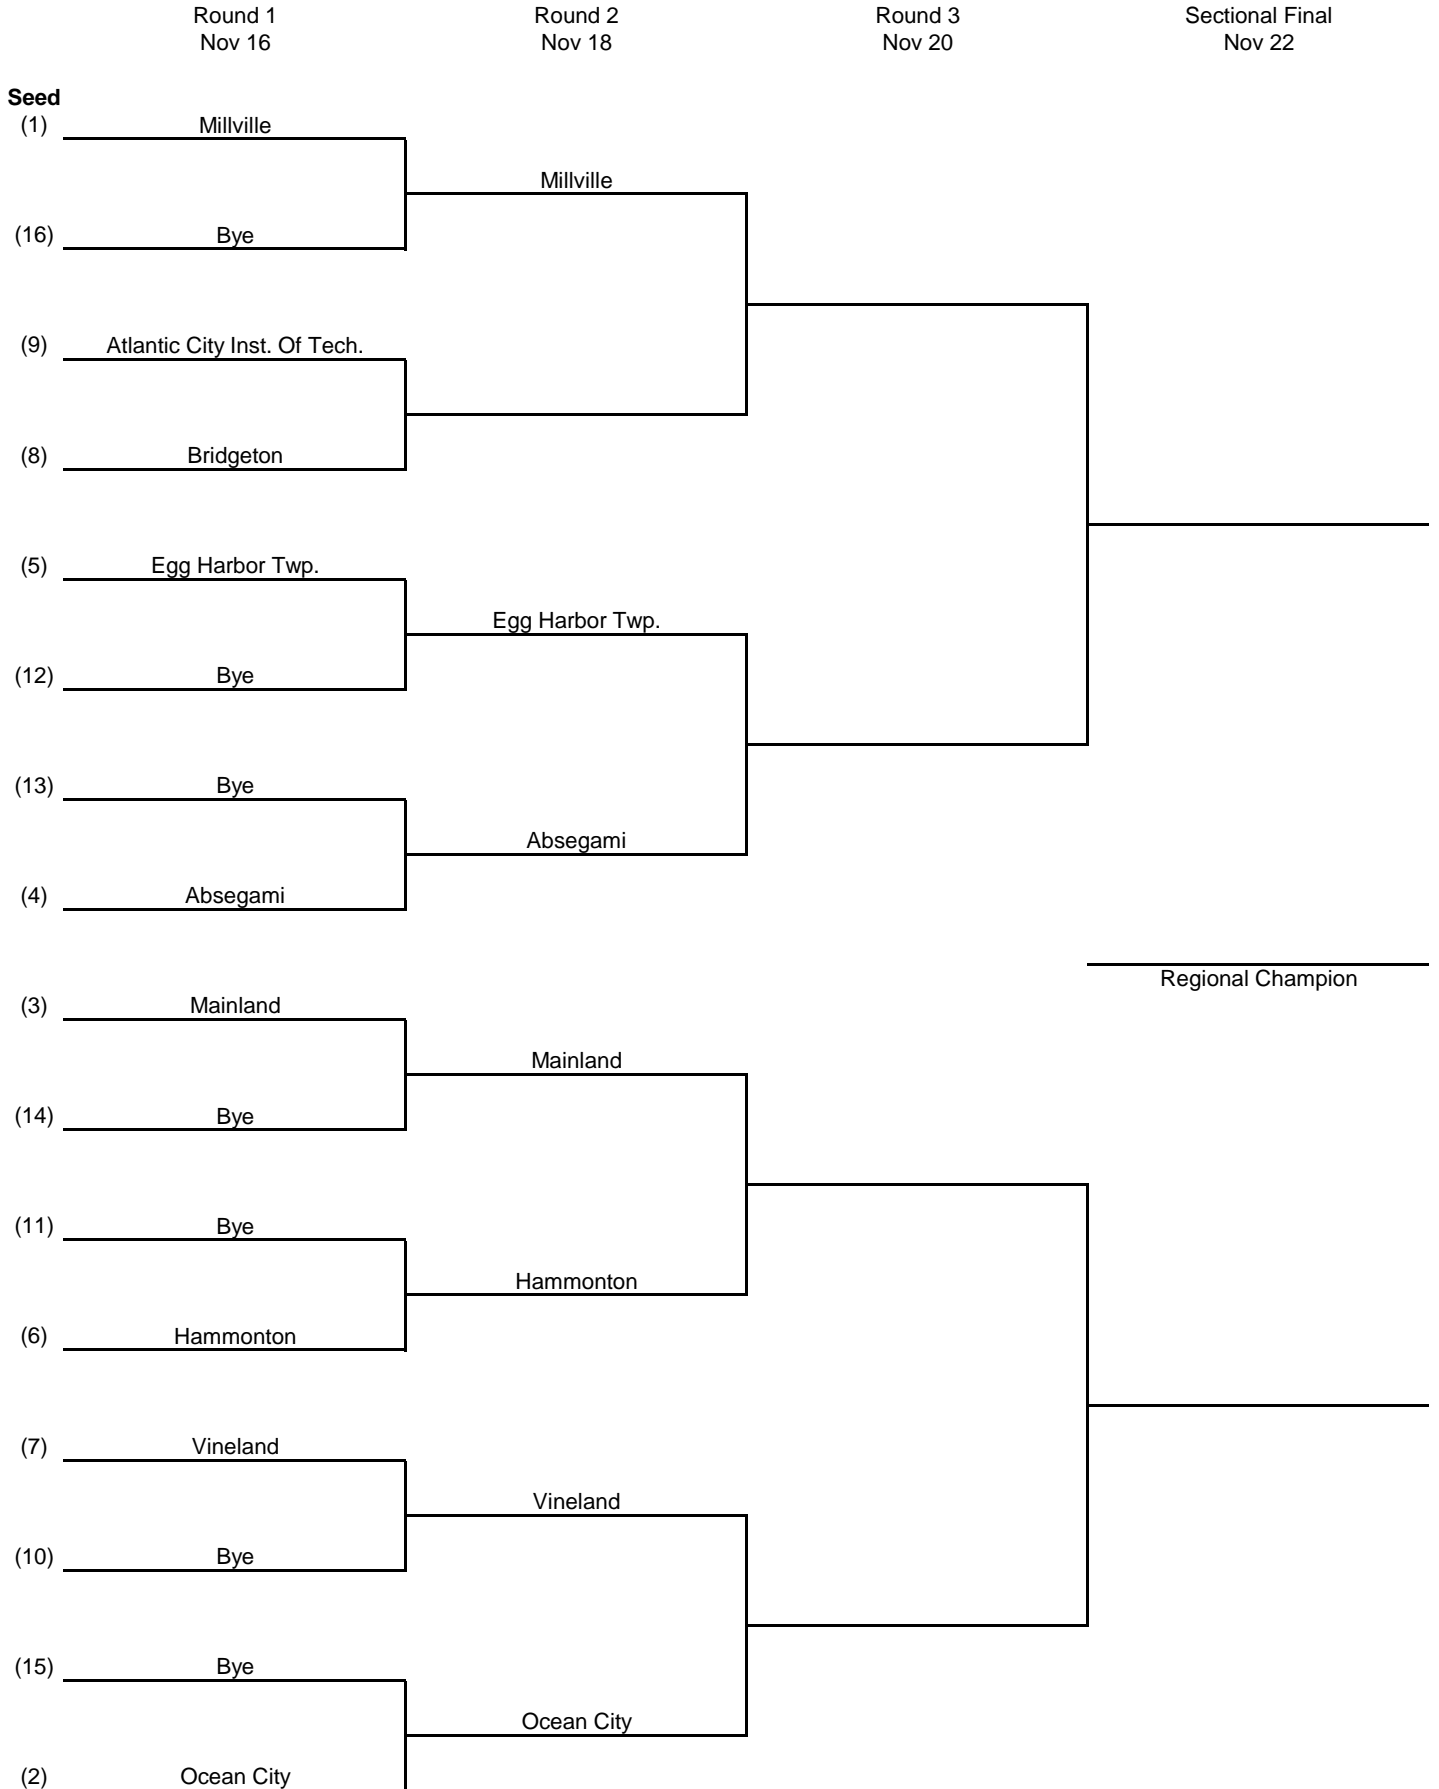 Round 1 Round 2 Round 3 Sectional Final
Nov 16 Nov 18 Nov 20 Nov 22
Seed
(1) Millville
Millville
(16) Bye
(9) Atlantic City Inst. Of Tech.
(8) Bridgeton
(5) Egg Harbor Twp.
Egg Harbor Twp.
(12) Bye
(13) Bye
Absegami
(4) Absegami
Regional Champion
(3) Mainland
Mainland
(14) Bye
(11) Bye
Hammonton
(6) Hammonton
(7) Vineland
Vineland
(10) Bye
(15) Bye
Ocean City
(2) Ocean City